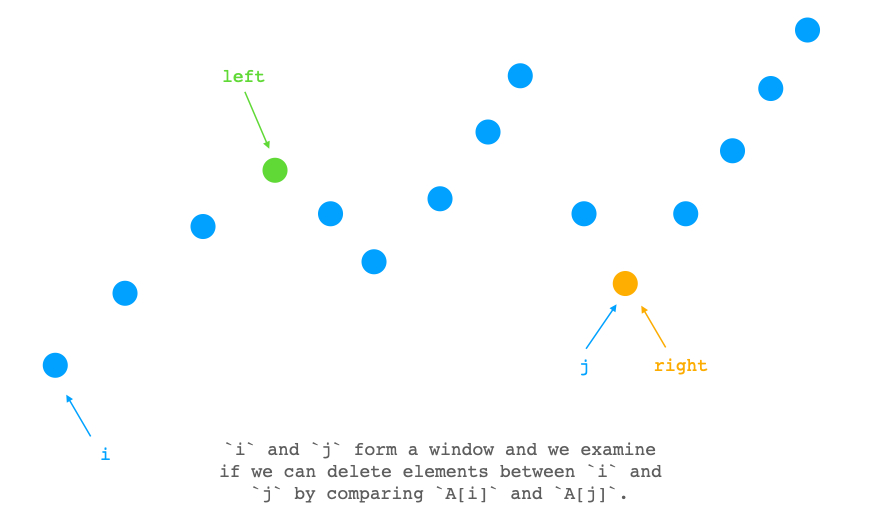 left
j
right
i
`i` and `j` form a window and we examine
if we can delete elements between `i` and
`j` by comparing `A[i]` and `A[j]`.